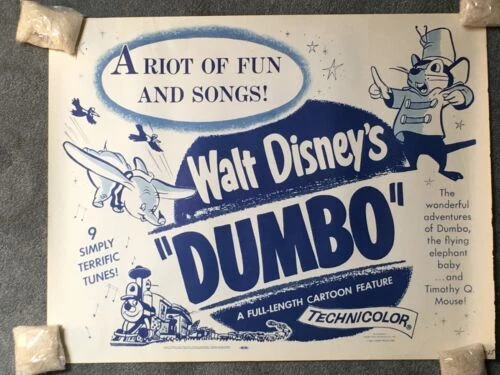 A RIOT OF FUN
AND SONGS!
Walt Disney's
"DUMBO"
9
SIMPLY
TERRIFIC
TUNES!
The
wonderful
adventures
of Dumbo,
the flying
elephant
baby
...and
Timothy Q.
Mouse!
A FULL-LENGTH CARTOON FEATURE
TECHNICOLOR®